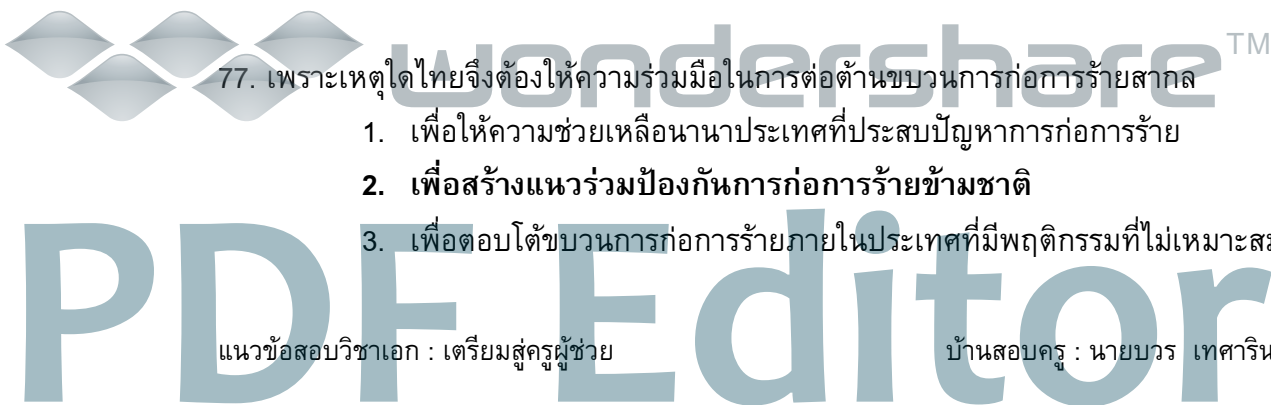 wondershare™
77. เพราะเหตุใดไทยจึงต้องให้ความร่วมมือในการต่อต้านขบวนการก่อการร้ายสากล
1. เพื่อให้ความช่วยเหลือนานาประเทศที่ประสบปัญหาการก่อการร้าย
2. เพื่อสร้างแนวร่วมป้องกันการก่อการร้ายข้ามชาติ
3. เพื่อตอบโต้ขบวนการก่อการร้ายภายในประเทศที่มีพฤติกรรมที่ไม่เหมาะส
PDF Editor
แนวข้อสอบวิชาเอก : เตรียมสู่ครูผู้ช่วย บ้านสอบครู : นายบวร เทศาริน